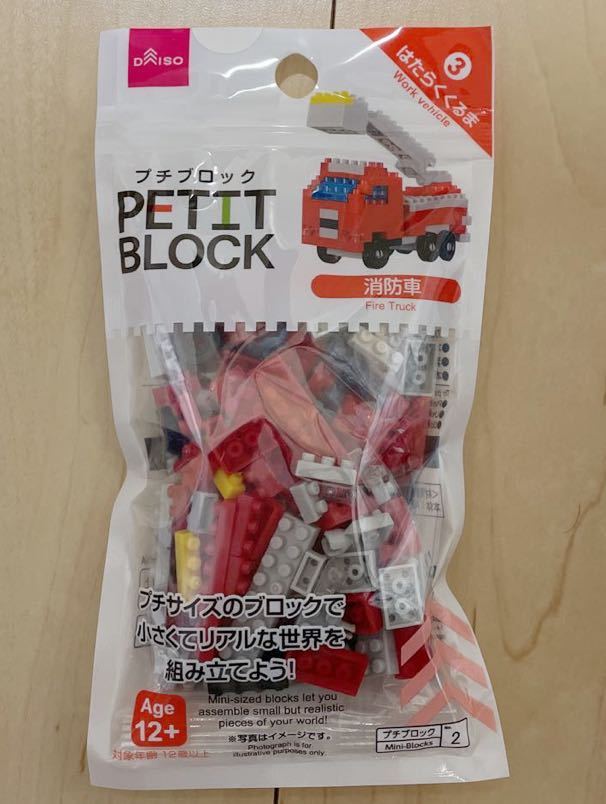 DAISO
3
はたらくくるま
Work vehicle
プチブロック
PETIT
BLOCK
消防車
Fire Truck
プチサイズのブロックで
小さくてリアルな世界を
組み立てよう!
Mini-sized blocks let you
assemble small but realistic
pieces of your world!
Age
12+
対象年齢 12歳以上
※写真はイメージです。
Photograph is for
illustrative purposes only.
プチブロック
Mini-Blocks
No.
2